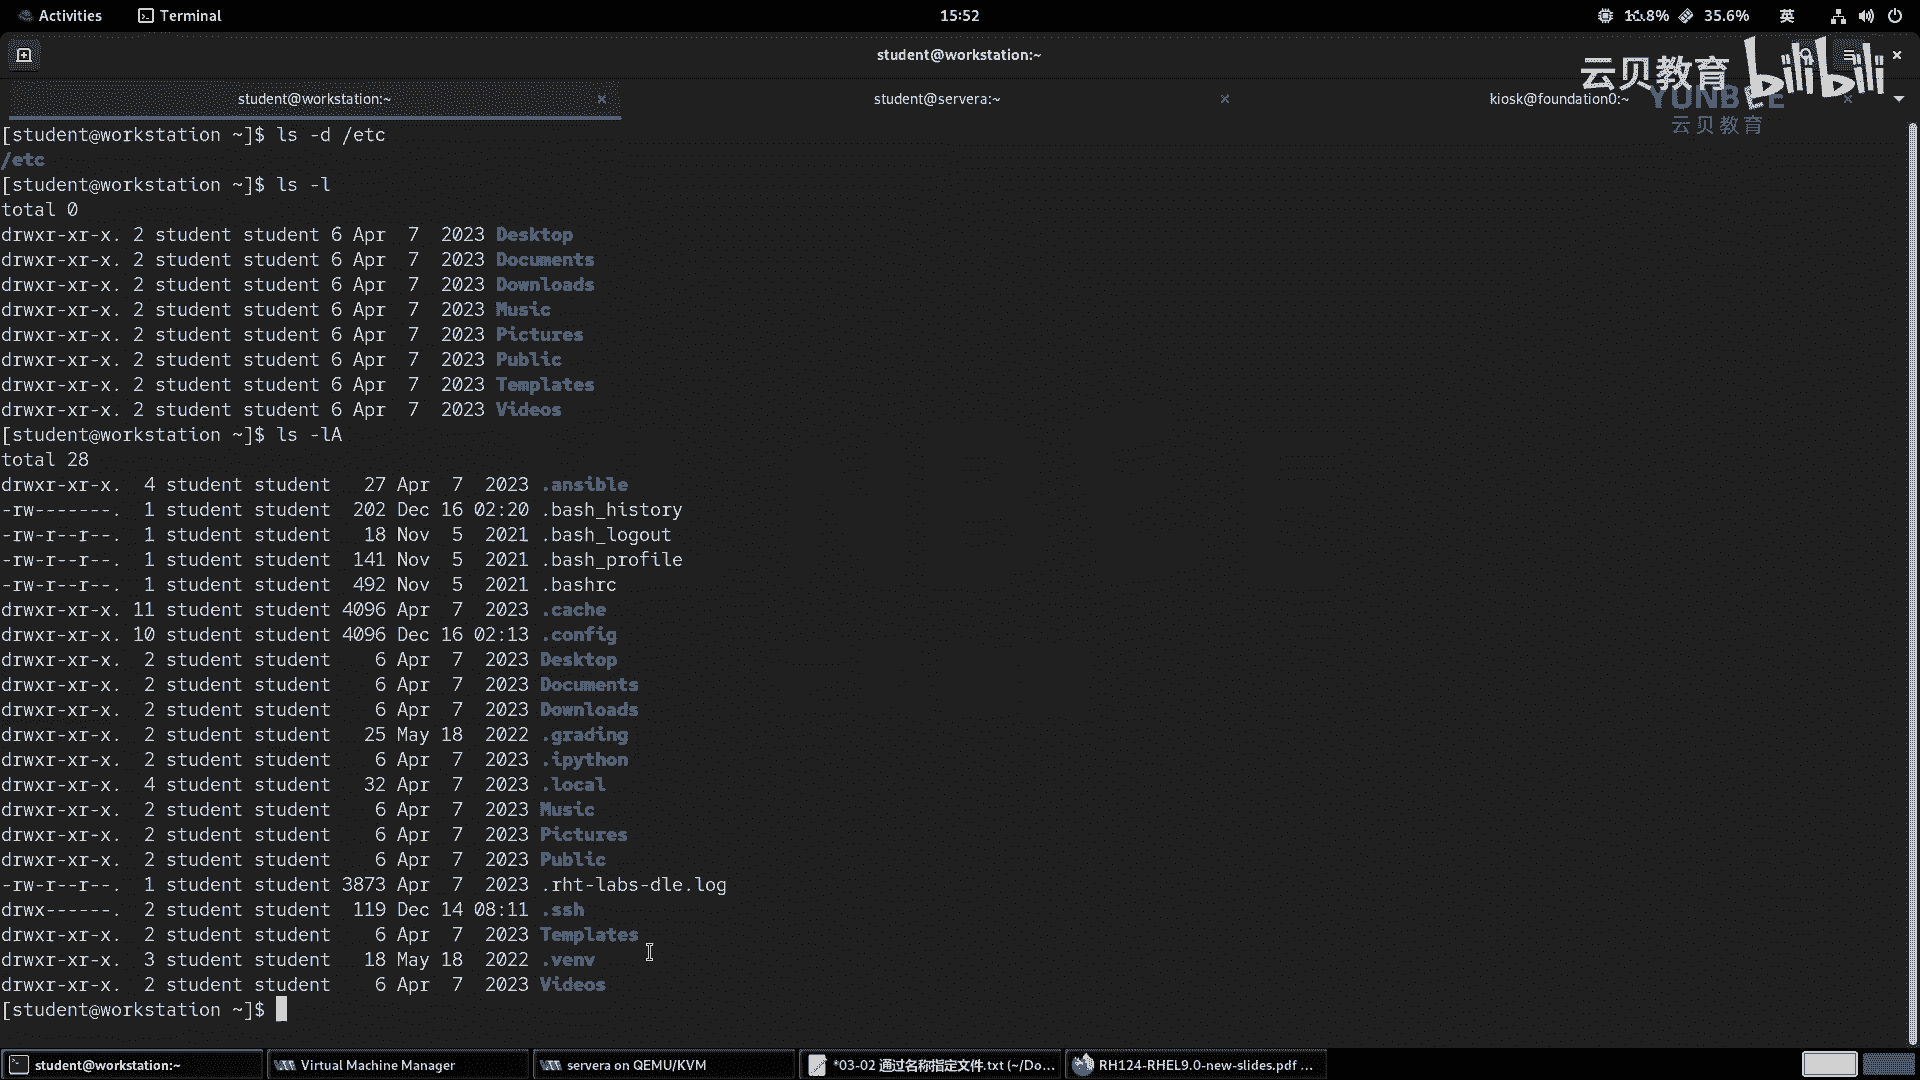 Activities Terminal 15:52 35.6% 英
student@workstation:~
云贝教育 bilibili
student@workstation:~ × student@servera:~ × kiosk@foundation0:~ ×
云贝教育
[student@workstation ~]$ ls -d /etc
/etc
[student@workstation ~]$ ls -l
total 0
drwxr-xr-x. 2 student student 6 Apr  7  2023 Desktop
drwxr-xr-x. 2 student student 6 Apr  7  2023 Documents
drwxr-xr-x. 2 student student 6 Apr  7  2023 Downloads
drwxr-xr-x. 2 student student 6 Apr  7  2023 Music
drwxr-xr-x. 2 student student 6 Apr  7  2023 Pictures
drwxr-xr-x. 2 student student 6 Apr  7  2023 Public
drwxr-xr-x. 2 student student 6 Apr  7  2023 Templates
drwxr-xr-x. 2 student student 6 Apr  7  2023 Videos
[student@workstation ~]$ ls -lA
total 28
drwxr-xr-x.  4 student student   27 Apr  7  2023 .ansible
-rw-------.  1 student student  202 Dec 16 02:20 .bash_history
-rw-r--r--.  1 student student   18 Nov  5  2021 .bash_logout
-rw-r--r--.  1 student student  141 Nov  5  2021 .bash_profile
-rw-r--r--.  1 student student  492 Nov  5  2021 .bashrc
drwxr-xr-x. 11 student student 4096 Apr  7  2023 .cache
drwxr-xr-x. 10 student student 4096 Dec 16 02:13 .config
drwxr-xr-x.  2 student student    6 Apr  7  2023 Desktop
drwxr-xr-x.  2 student student    6 Apr  7  2023 Documents
drwxr-xr-x.  2 student student    6 Apr  7  2023 Downloads
drwxr-xr-x.  2 student student   25 May 18  2022 .grading
drwxr-xr-x.  2 student student    6 Apr  7  2023 .ipython
drwxr-xr-x.  4 student student   32 Apr  7  2023 .local
drwxr-xr-x.  2 student student    6 Apr  7  2023 Music
drwxr-xr-x.  2 student student    6 Apr  7  2023 Pictures
drwxr-xr-x.  2 student student    6 Apr  7  2023 Public
-rw-r--r--.  1 student student 3873 Apr  7  2023 .rht-labs-dle.log
drwx------.  2 student student  119 Dec 14 08:11 .ssh
drwxr-xr-x.  2 student student    6 Apr  7  2023 Templates
drwxr-xr-x.  3 student student   18 May 18  2022 .venv
drwxr-xr-x.  2 student student    6 Apr  7  2023 Videos
[student@workstation ~]$
student@workstation:~ Virtual Machine Manager servera on QEMU/KVM *03-02 通过名称指定文件.txt (~/Do... RH124-RHEL9.0-new-slides.pdf ...